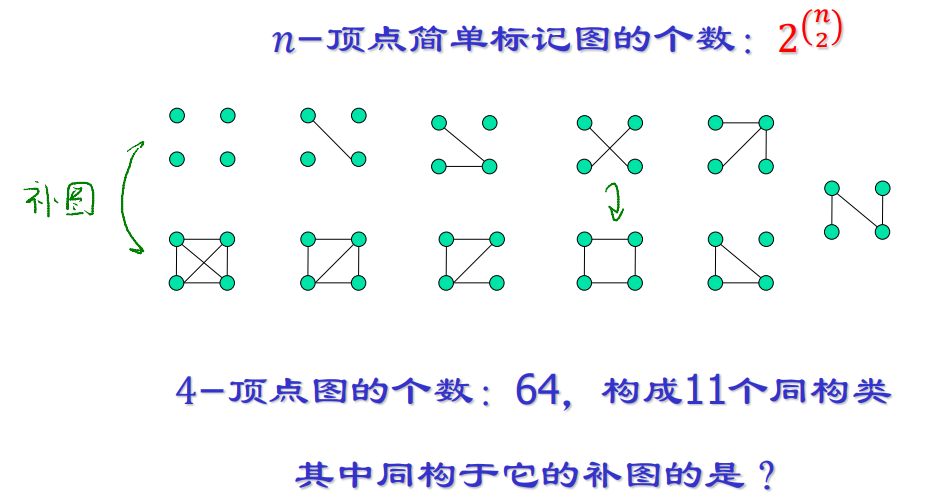 n-顶点简单标记图的个数：2^{\binom{n}{2}}
补图
4-顶点图的个数：64，构成11个同构类
其中同构于它的补图的是？